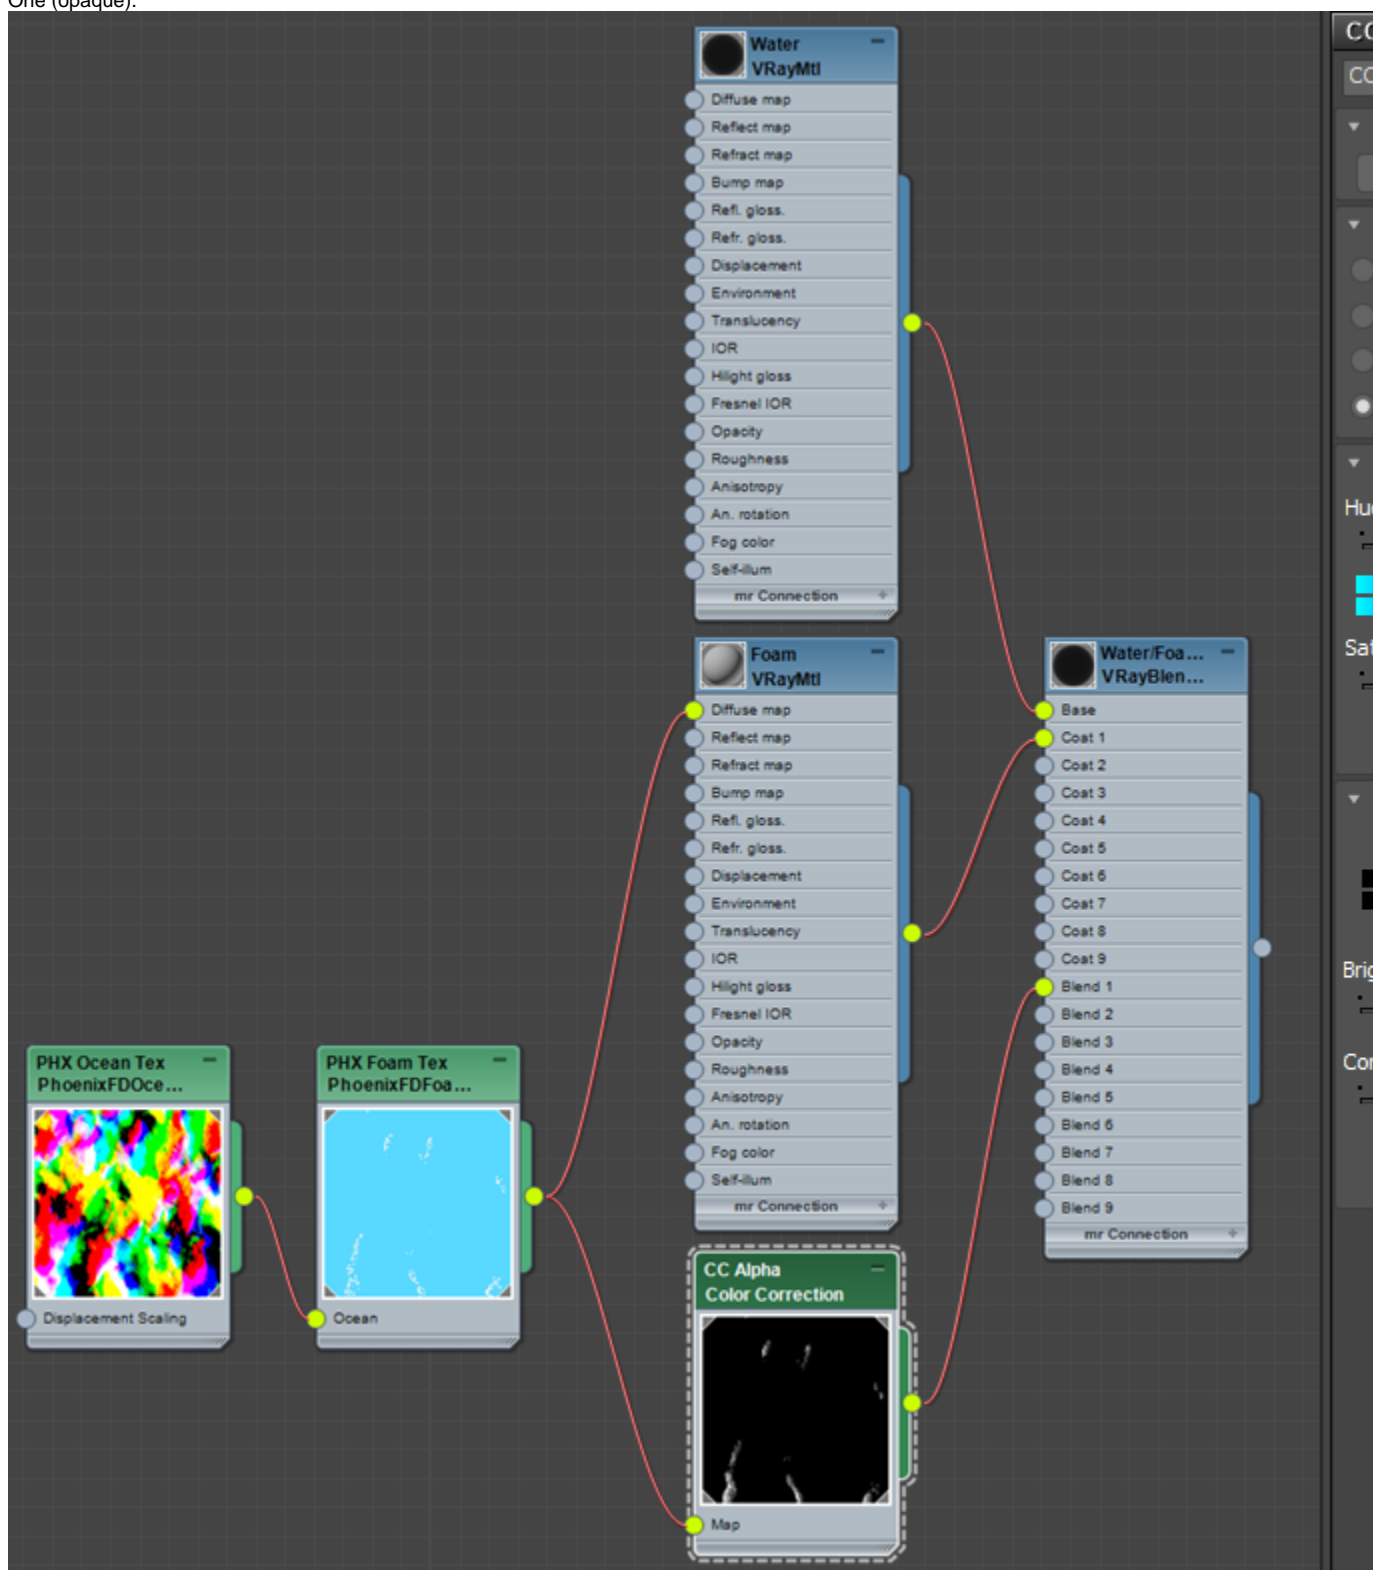 One (opaque).
Water
VRayMtl
Diffuse map
Reflect map
Refract map
Bump map
Refl. gloss.
Refr. gloss.
Displacement
Environment
Translucency
IOR
Hilight gloss
Fresnel IOR
Opacity
Roughness
Anisotropy
An. rotation
Fog color
Self-illum
mr Connection
Foam
VRayMtl
Diffuse map
Reflect map
Refract map
Bump map
Refl. gloss.
Refr. gloss.
Displacement
Environment
Translucency
IOR
Hilight gloss
Fresnel IOR
Opacity
Roughness
Anisotropy
An. rotation
Fog color
Self-illum
mr Connection
Water/Foa...
VRayBlen...
Base
Coat 1
Coat 2
Coat 3
Coat 4
Coat 5
Coat 6
Coat 7
Coat 8
Coat 9
Blend 1
Blend 2
Blend 3
Blend 4
Blend 5
Blend 6
Blend 7
Blend 8
Blend 9
mr Connection
PHX Ocean Tex
PhoenixFDOce...
Displacement Scaling
PHX Foam Tex
PhoenixFDFoa...
Ocean
CC Alpha
Color Correction
Map
CC
CC
Hu
Sat
Brig
Cor